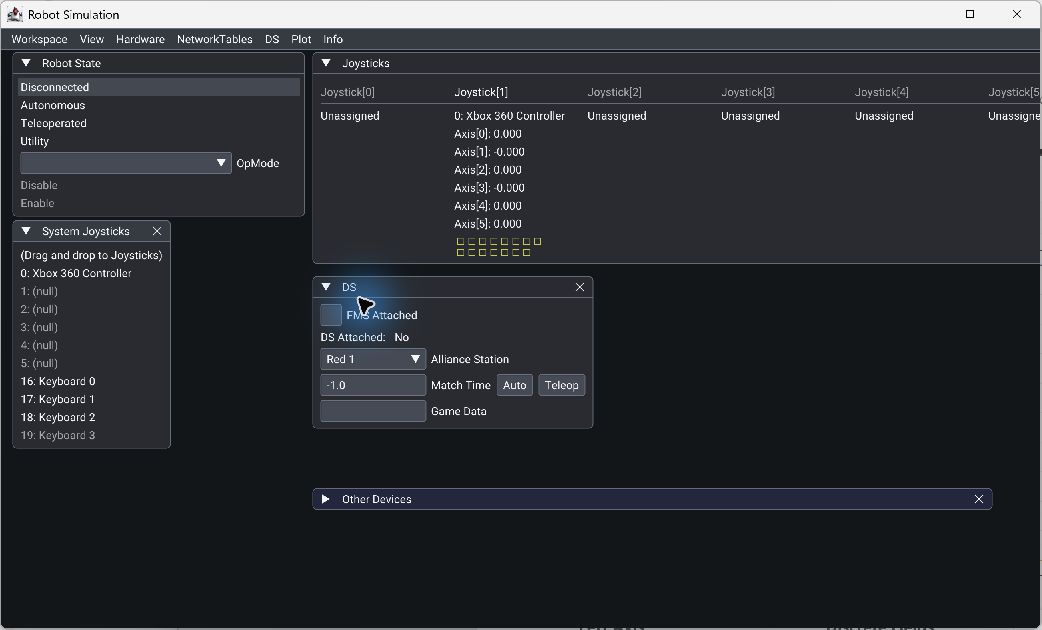 Robot Simulation
Workspace View Hardware NetworkTables DS Plot Info
Robot State
Disconnected
Autonomous
Teleoperated
Utility
OpMode
Disable
Enable
System Joysticks
(Drag and drop to Joysticks)
0: Xbox 360 Controller
1: (null)
2: (null)
3: (null)
4: (null)
5: (null)
16: Keyboard 0
17: Keyboard 1
18: Keyboard 2
19: Keyboard 3
Joysticks
Joystick[0] Joystick[1] Joystick[2] Joystick[3] Joystick[4] Joystick[5
Unassigned 0: Xbox 360 Controller Unassigned Unassigned Unassigned Unassigne
Axis[0]: 0.000
Axis[1]: -0.000
Axis[2]: 0.000
Axis[3]: -0.000
Axis[4]: 0.000
Axis[5]: 0.000
DS
FMS Attached
DS Attached: No
Red 1 Alliance Station
-1.0 Match Time Auto Teleop
Game Data
Other Devices